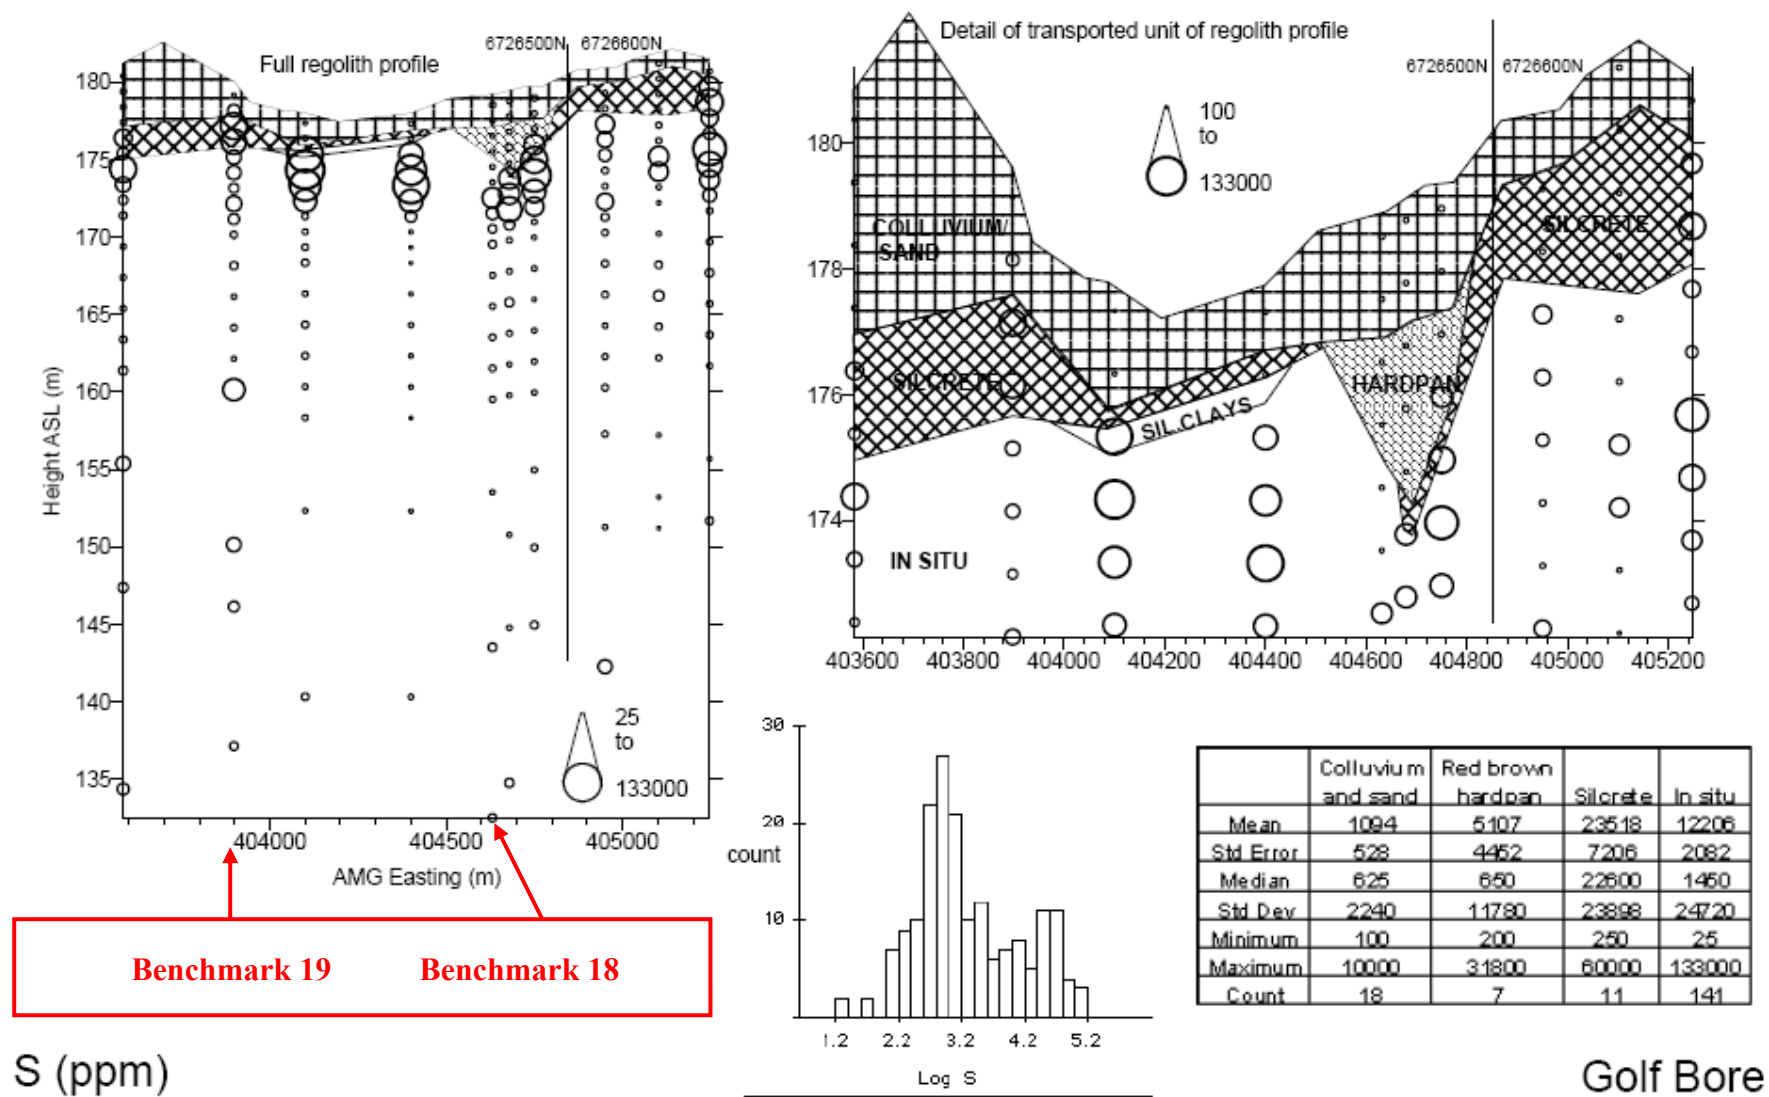 Full regolith profile
6726500N 6726600N
180
175
170
165
160
155
150
145
140
135
Height ASL (m)
25
to
133000
404000 404500 405000
AMG Easting (m)
Benchmark 19 Benchmark 18
Detail of transported unit of regolith profile
6726500N 6726600N
100
to
133000
180
178
176
174
COLLUVIUM/
SAND
SILCRETE
SILCRETE
HARDPAN
SIL.CLAYS
IN SITU
403600 403800 404000 404200 404400 404600 404800 405000 405200
30
20
10
count
1.2 2.2 3.2 4.2 5.2
Log S
Colluvium and sand Red brown hardpan Silcrete In situ
Mean 1094 5107 23518 12206
Std Error 528 4452 7206 2082
Median 625 650 22600 1450
Std Dev 2240 11780 23898 24720
Minimum 100 200 250 25
Maximum 10000 31800 60000 133000
Count 18 7 11 141
S (ppm)
Golf Bore